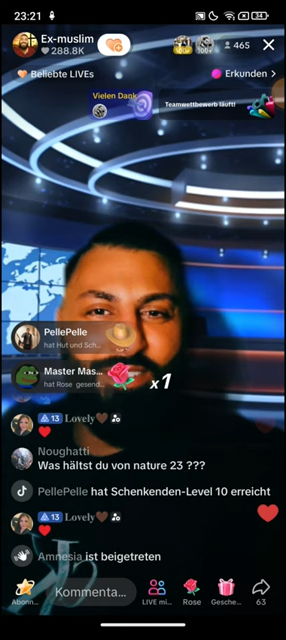 23:21
34
Ex-muslim
288.8K
100+
465
Beliebte LIVEs
Erkunden >
Vielen Dank
Teamwettbewerb läuft!
PellePelle
hat Hut und Sch...
Master Mas...
hat Rose gesend...
x1
13 Lovely
Noughatti
Was hältst du von nature 23 ???
PellePelle hat Schenkenden-Level 10 erreicht
13 Lovely
Amnesia ist beigetreten
Abonn...
Kommenta...
LIVE mi...
Rose
Gesche...
63